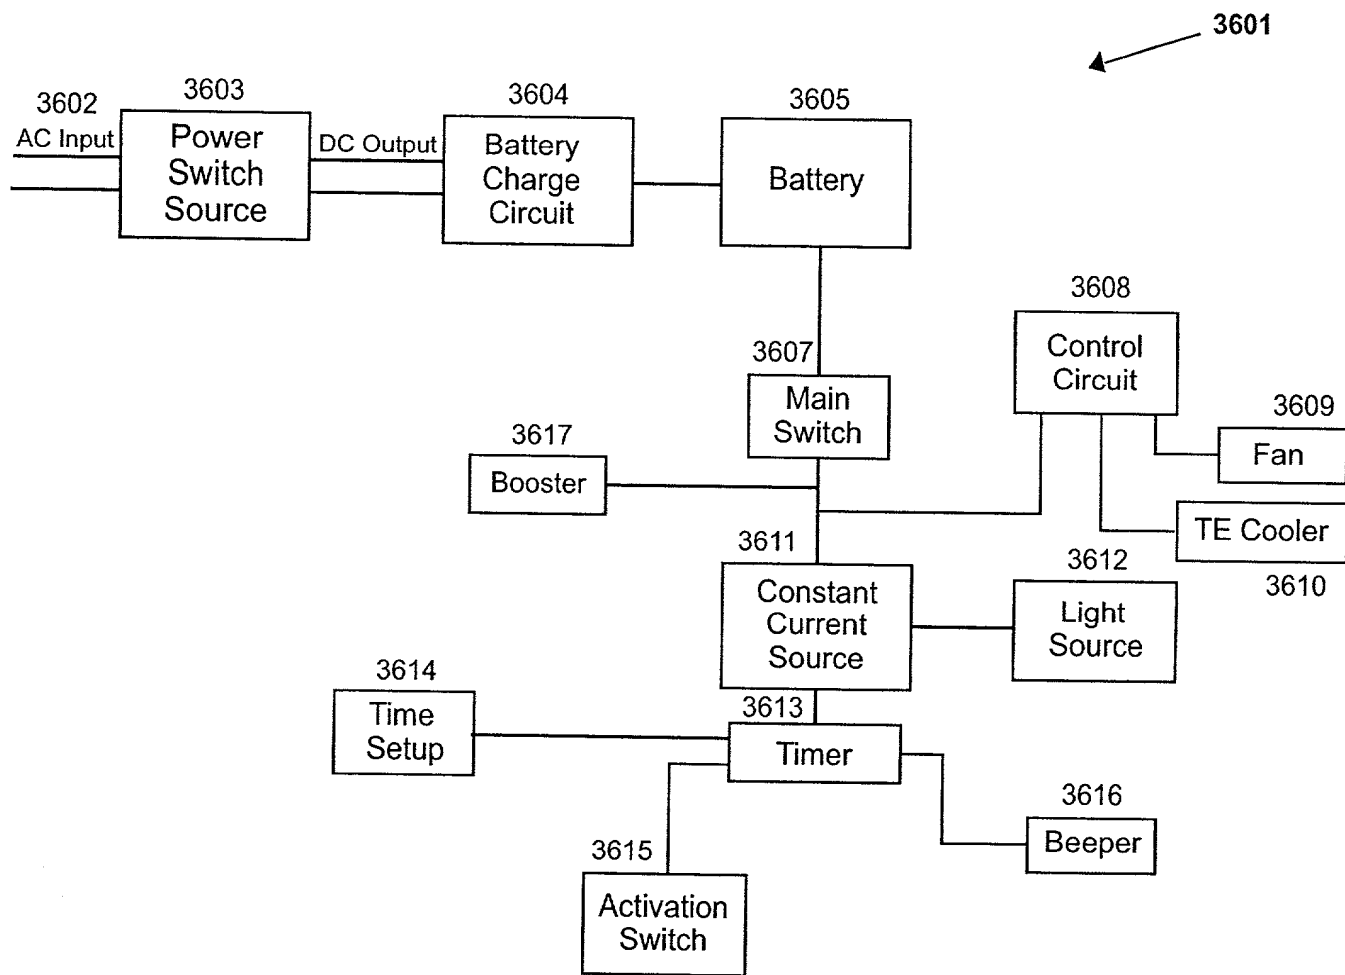 3601
3602
AC Input
3603
Power
Switch
Source
DC Output
3604
Battery
Charge
Circuit
3605
Battery
3607
Main
Switch
3608
Control
Circuit
3609
Fan
TE Cooler
3610
3617
Booster
3611
Constant
Current
Source
3612
Light
Source
3614
Time
Setup
3613
Timer
3616
Beeper
3615
Activation
Switch